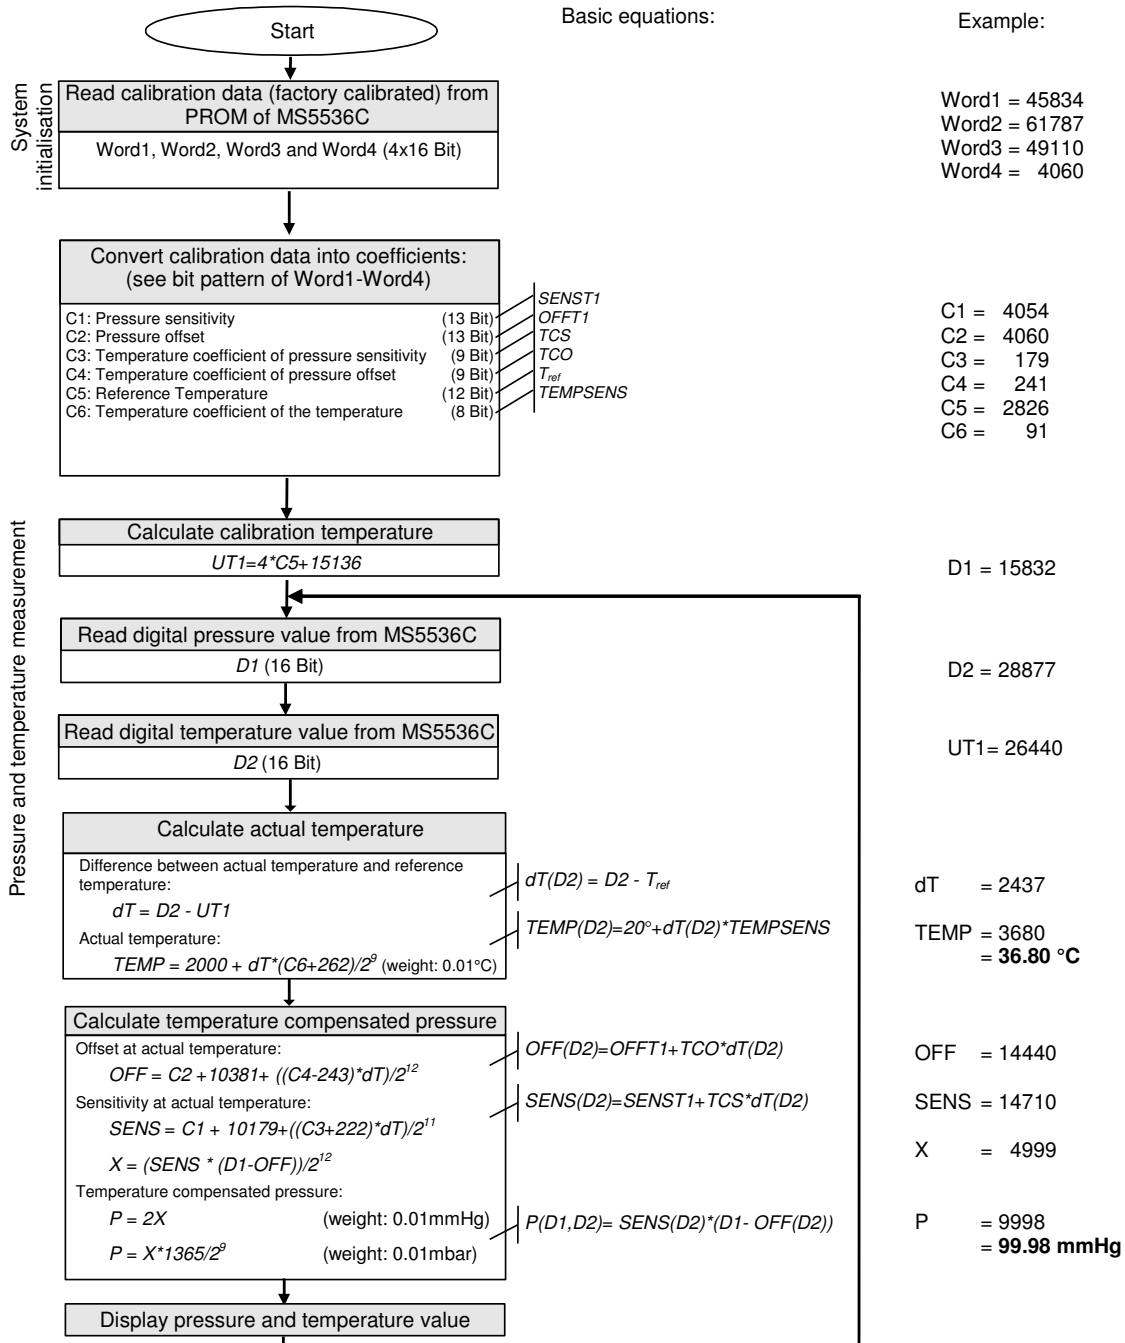 Basic equations:
Example:
Start
System
initialisation
Read calibration data (factory calibrated) from
PROM of MS5536C
Word1, Word2, Word3 and Word4 (4x16 Bit)
Word1 = 45834
Word2 = 61787
Word3 = 49110
Word4 = 4060
Convert calibration data into coefficients:
(see bit pattern of Word1-Word4)
C1: Pressure sensitivity (13 Bit) SENST1
C2: Pressure offset (13 Bit) OFFT1
C3: Temperature coefficient of pressure sensitivity (9 Bit) TCS
C4: Temperature coefficient of pressure offset (9 Bit) TCO
C5: Reference Temperature (12 Bit) Tref
C6: Temperature coefficient of the temperature (8 Bit) TEMPSENS
C1 = 4054
C2 = 4060
C3 = 179
C4 = 241
C5 = 2826
C6 = 91
Pressure and temperature measurement
Calculate calibration temperature
UT1=4*C5+15136
D1 = 15832
Read digital pressure value from MS5536C
D1 (16 Bit)
D2 = 28877
Read digital temperature value from MS5536C
D2 (16 Bit)
UT1= 26440
Calculate actual temperature
Difference between actual temperature and reference
temperature:
dT = D2 - UT1
dT(D2) = D2 - Tref
dT = 2437
Actual temperature:
TEMP = 2000 + dT*(C6+262)/2⁹ (weight: 0.01°C)
TEMP(D2)=20°+dT(D2)*TEMPSENS
TEMP = 3680
= 36.80 °C
Calculate temperature compensated pressure
Offset at actual temperature:
OFF = C2 +10381+ ((C4-243)*dT)/2¹²
OFF(D2)=OFFT1+TCO*dT(D2)
OFF = 14440
Sensitivity at actual temperature:
SENS = C1 + 10179+((C3+222)*dT)/2¹¹
SENS(D2)=SENST1+TCS*dT(D2)
SENS = 14710
X = (SENS * (D1-OFF))/2¹²
X = 4999
Temperature compensated pressure:
P = 2X (weight: 0.01mmHg)
P = X*1365/2⁹ (weight: 0.01mbar)
P(D1,D2)= SENS(D2)*(D1- OFF(D2))
P = 9998
= 99.98 mmHg
Display pressure and temperature value